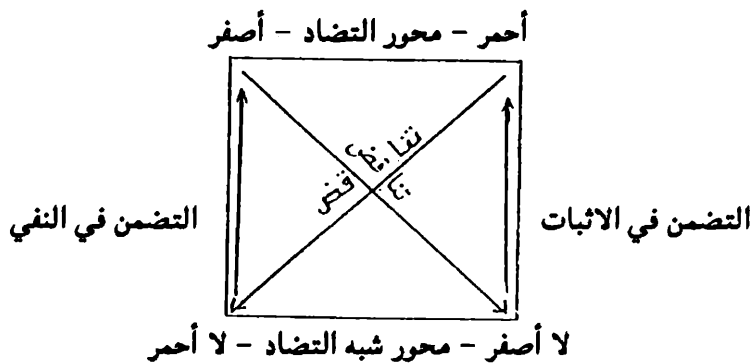 أحمر – محور التضاد – أصفر
تناقض
تناقض
التضمن في الاثبات
التضمن في النفي
لا أصفر – محور شبه التضاد – لا أحمر